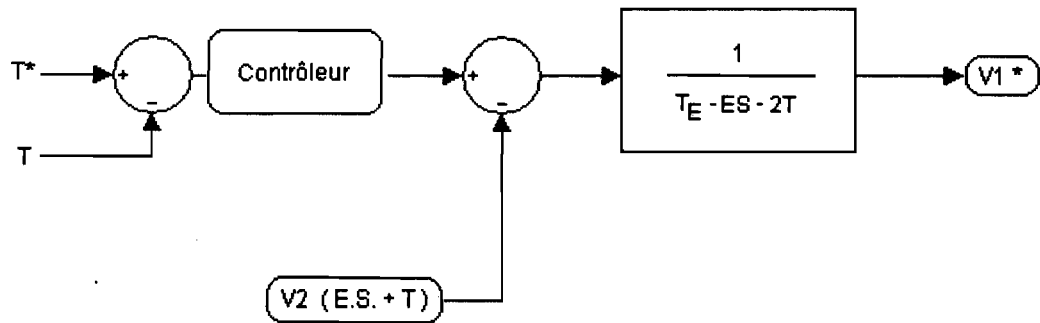 T*
+
-
Contrôleur
+
-
1
T_E - ES - 2T
V1 *
T
V2 ( E.S. + T )